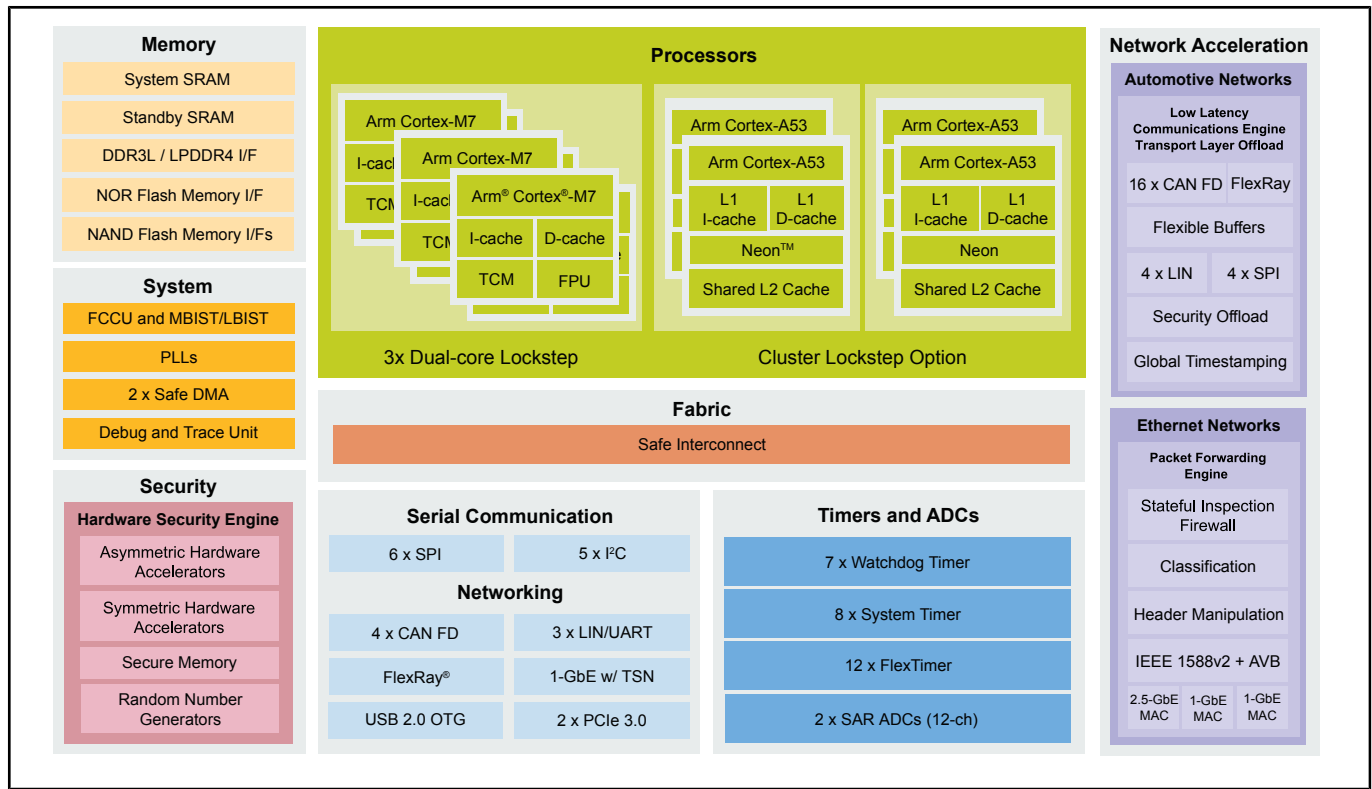 Memory
System SRAM
Standby SRAM
DDR3L / LPDDR4 I/F
NOR Flash Memory I/F
NAND Flash Memory I/Fs
System
FCCU and MBIST/LBIST
PLLs
2 x Safe DMA
Debug and Trace Unit
Security
Hardware Security Engine
Asymmetric Hardware
Accelerators
Symmetric Hardware
Accelerators
Secure Memory
Random Number
Generators
Processors
Arm Cortex-M7
I-cac
TCM
Arm Cortex-M7
I-cac
TCM
Arm® Cortex®-M7
I-cache
D-cache
TCM
FPU
3x Dual-core Lockstep
Arm Cortex-A53
Arm Cortex-A53
L1
I-cache
L1
D-cache
Neon™
Shared L2 Cache
Arm Cortex-A53
Arm Cortex-A53
L1
I-cache
L1
D-cache
Neon
Shared L2 Cache
Cluster Lockstep Option
Fabric
Safe Interconnect
Serial Communication
6 x SPI
5 x I²C
Networking
4 x CAN FD
3 x LIN/UART
FlexRay®
1-GbE w/ TSN
USB 2.0 OTG
2 x PCIe 3.0
Timers and ADCs
7 x Watchdog Timer
8 x System Timer
12 x FlexTimer
2 x SAR ADCs (12-ch)
Network Acceleration
Automotive Networks
Low Latency
Communications Engine
Transport Layer Offload
16 x CAN FD
FlexRay
Flexible Buffers
4 x LIN
4 x SPI
Security Offload
Global Timestamping
Ethernet Networks
Packet Forwarding
Engine
Stateful Inspection
Firewall
Classification
Header Manipulation
IEEE 1588v2 + AVB
2.5-GbE
MAC
1-GbE
MAC
1-GbE
MAC